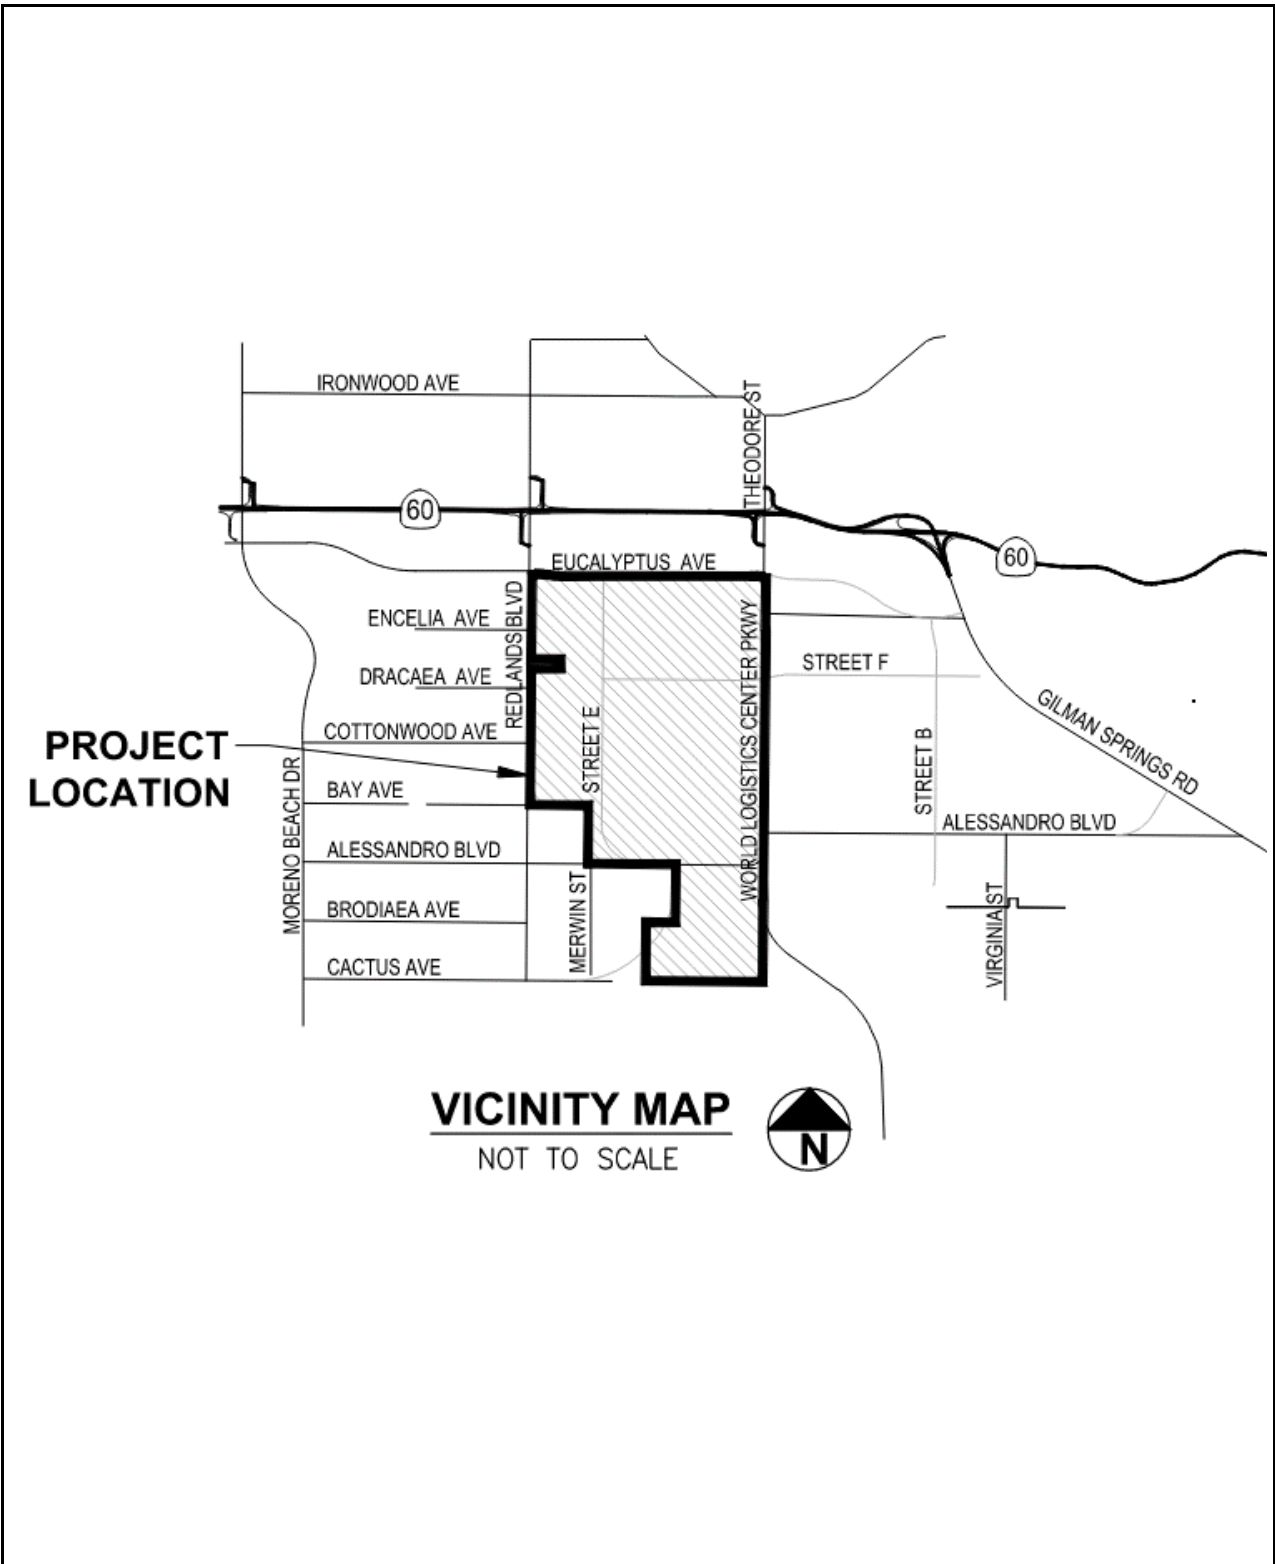 IRONWOOD AVE
THEODORE ST
60
60
EUCALYPTUS  AVE
ENCELIA  AVE
REDLANDS BLVD
DRACAEA  AVE
STREET F
WORLD LOGISTICS CENTER PKWY
GILMAN SPRINGS RD
COTTONWOOD AVE
STREET E
STREET B
PROJECT
LOCATION
MORENO BEACH DR
BAY AVE
ALESSANDRO BLVD
ALESSANDRO BLVD
MERWIN ST
BRODIAEA AVE
VIRGINIA ST
CACTUS AVE
VICINITY MAP
NOT TO SCALE
N